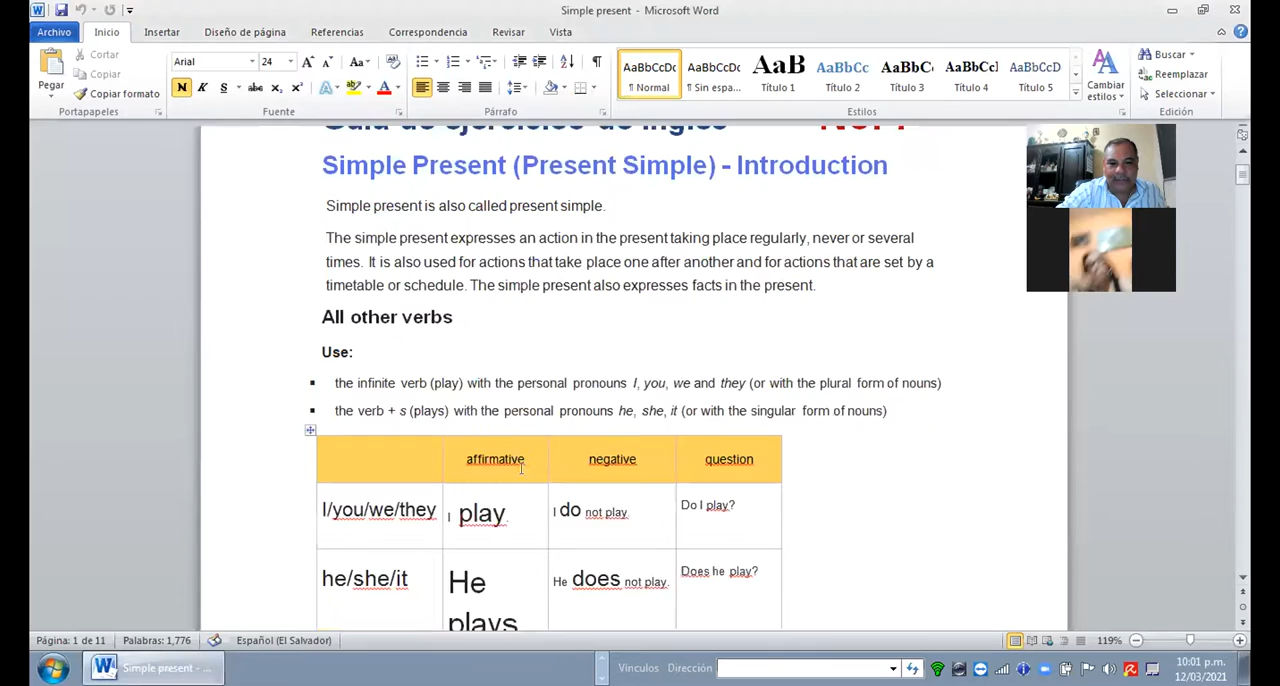 Simple present - Microsoft Word
Archivo Inicio Insertar Diseño de página Referencias Correspondencia Revisar Vista
Cortar
Copiar
Copiar formato
Pegar
Portapapeles
Arial 24
Fuente
Párrafo
AaBbCcDc AaBbCcDc AaB AaBbCc AaBbC AaBbCcI AaBbCcD
¶ Normal ¶ Sin espa... Título 1 Título 2 Título 3 Título 4 Título 5
Cambiar estilos
Estilos
Buscar
Reemplazar
Seleccionar
Edición
Guía de ejercicios de Inglés
Simple Present (Present Simple) - Introduction
Simple present is also called present simple.
The simple present expresses an action in the present taking place regularly, never or several
times. It is also used for actions that take place one after another and for actions that are set by a
timetable or schedule. The simple present also expresses facts in the present.
All other verbs
Use:
the infinite verb (play) with the personal pronouns I, you, we and they (or with the plural form of nouns)
the verb + s (plays) with the personal pronouns he, she, it (or with the singular form of nouns)
affirmative negative question
I/you/we/they I play. I do not play. Do I play?
he/she/it He plays He does not play. Does he play?
Página: 1 de 11 Palabras: 1,776 Español (El Salvador) 119%
Simple present - ...
Vínculos Dirección
10:01 p.m.
12/03/2021